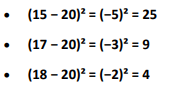 • (15 – 20)² = (–5)² = 25
• (17 – 20)² = (–3)² = 9
• (18 – 20)² = (–2)² = 4